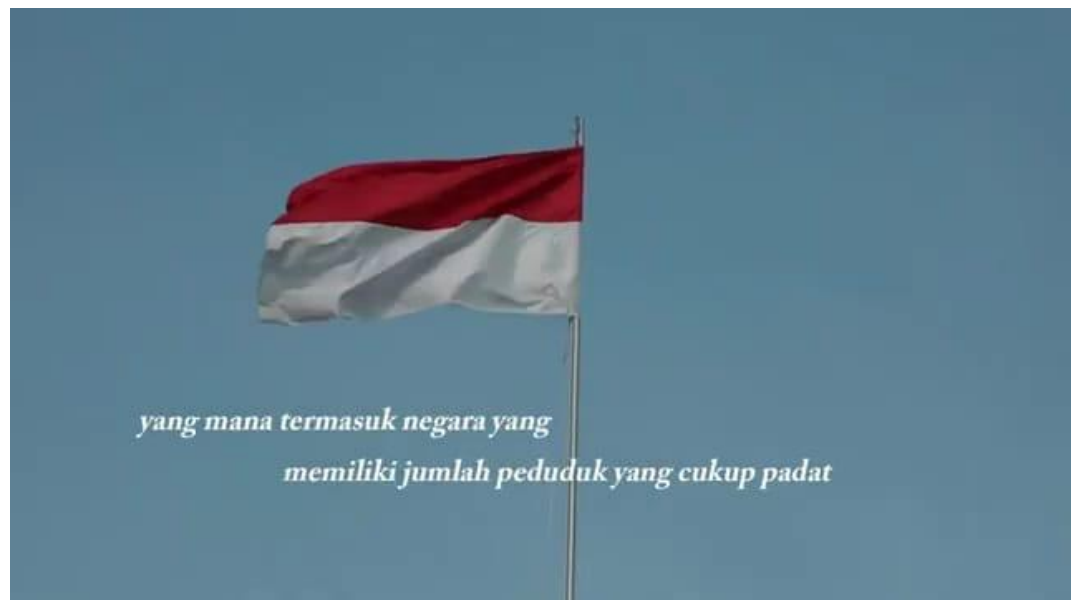 yang mana termasuk negara yang
memiliki jumlah peduduk yang cukup padat